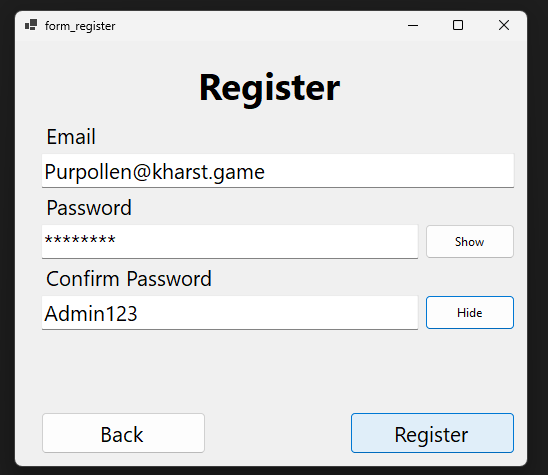 form_register
Register
Email
Purpollen@kharst.game
Password
******** Show
Confirm Password
Admin123 Hide
Back Register